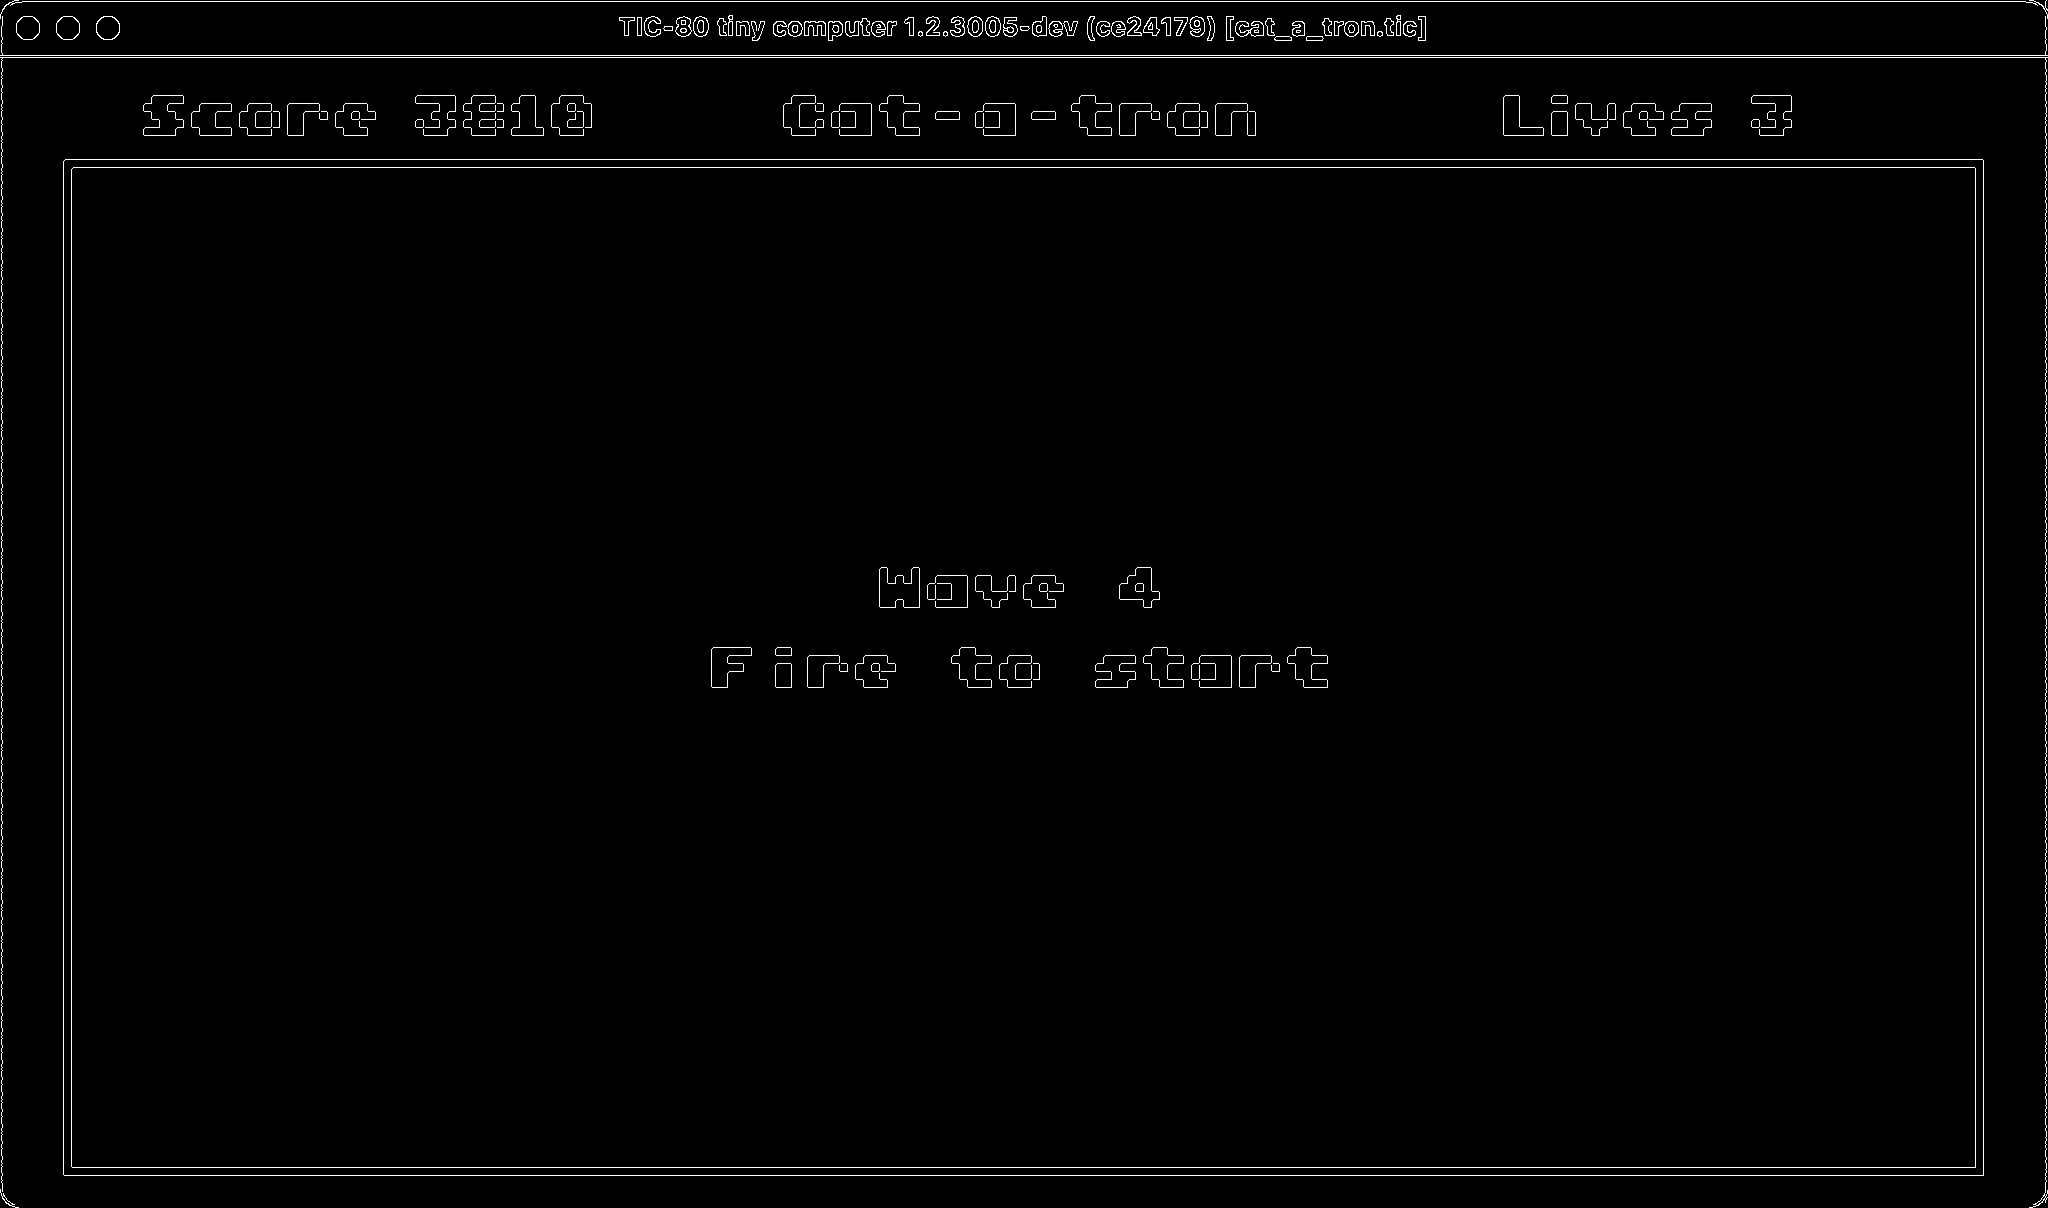 TIC-80 tiny computer 1.2.3005-dev (ce24179) [cat_a_tron.tic]
Score 3810 Cat-a-tron Lives 3
Wave 4
Fire to start